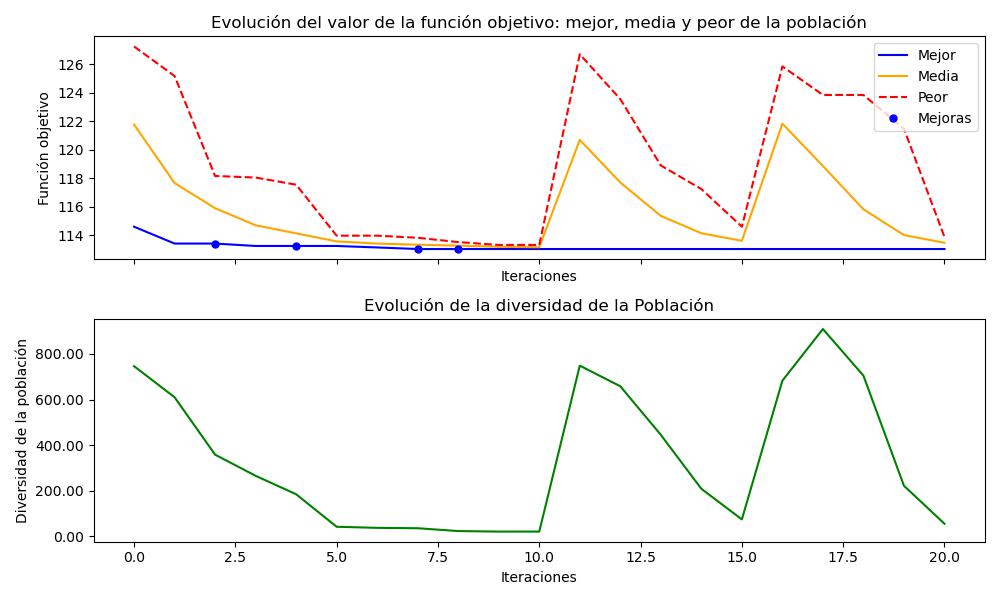 Evolución del valor de la función objetivo: mejor, media y peor de la población
Función objetivo
126
124
122
120
118
116
114
Mejor
Media
Peor
Mejoras
Iteraciones
Evolución de la diversidad de la Población
Diversidad de la población
800.00
600.00
400.00
200.00
0.00
0.0 2.5 5.0 7.5 10.0 12.5 15.0 17.5 20.0
Iteraciones